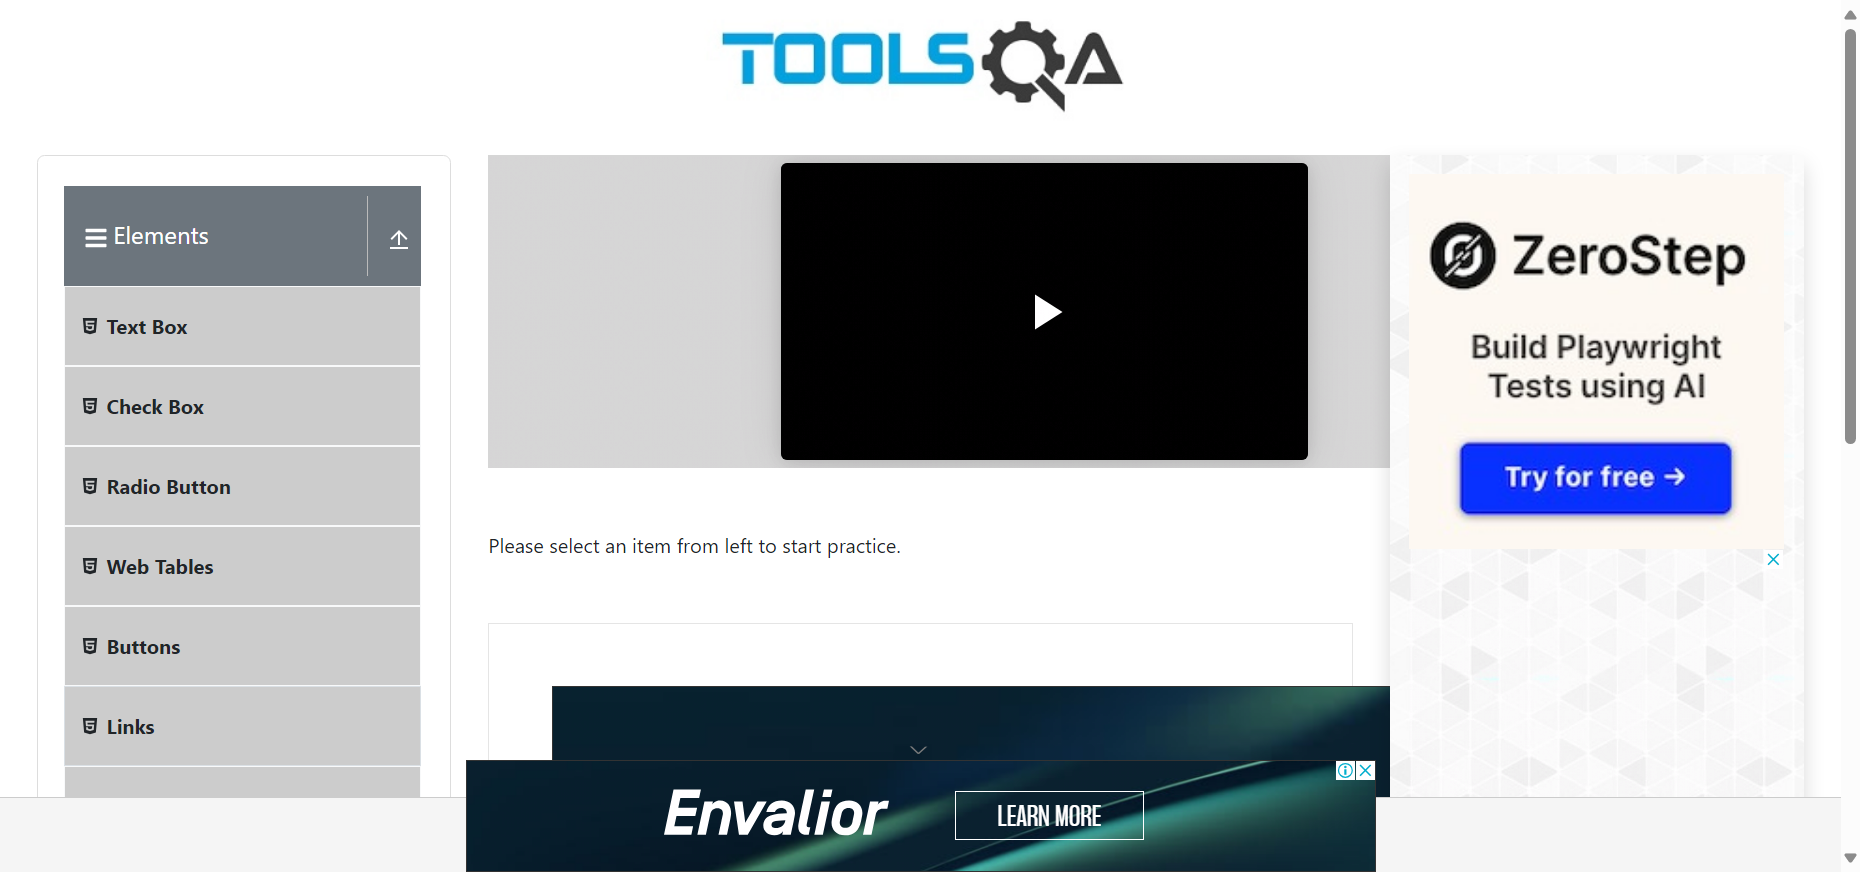 TOOLSQA
Elements
Text Box
Check Box
Radio Button
Web Tables
Buttons
Links
Please select an item from left to start practice.
ZeroStep
Build Playwright
Tests using AI
Try for free →
Envalior
LEARN MORE